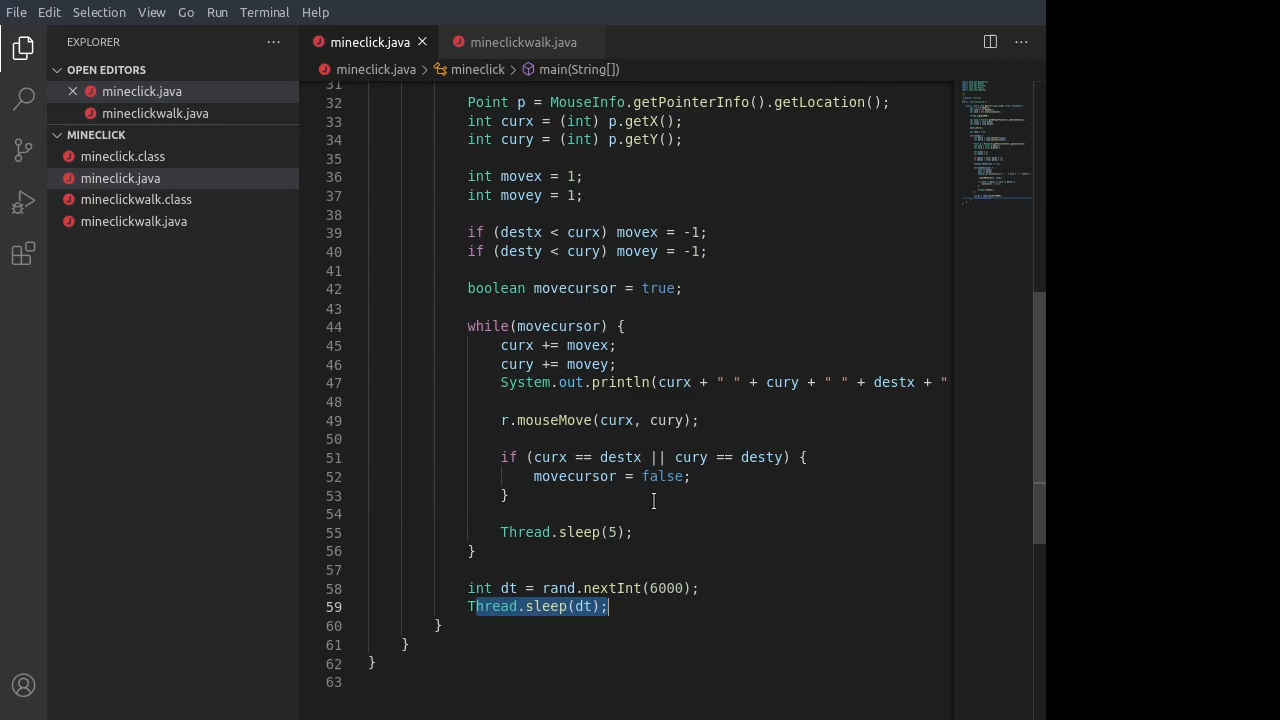 File Edit Selection View Go Run Terminal Help
EXPLORER
mineclick.java
mineclickwalk.java
OPEN EDITORS
mineclick.java > mineclick > main(String[])
mineclick.java
mineclickwalk.java
MINECLICK
mineclick.class
mineclick.java
mineclickwalk.class
mineclickwalk.java
31
32 Point p = MouseInfo.getPointerInfo().getLocation();
33 int curx = (int) p.getX();
34 int cury = (int) p.getY();
35
36 int movex = 1;
37 int movey = 1;
38
39 if (destx < curx) movex = -1;
40 if (desty < cury) movey = -1;
41
42 boolean movecursor = true;
43
44 while(movecursor) {
45 curx += movex;
46 cury += movey;
47 System.out.println(curx + " " + cury + " " + destx + "
48
49 r.mouseMove(curx, cury);
50
51 if (curx == destx || cury == desty) {
52 movecursor = false;
53 }
54
55 Thread.sleep(5);
56 }
57
58 int dt = rand.nextInt(6000);
59 Thread.sleep(dt);
60 }
61 }
62 }
63